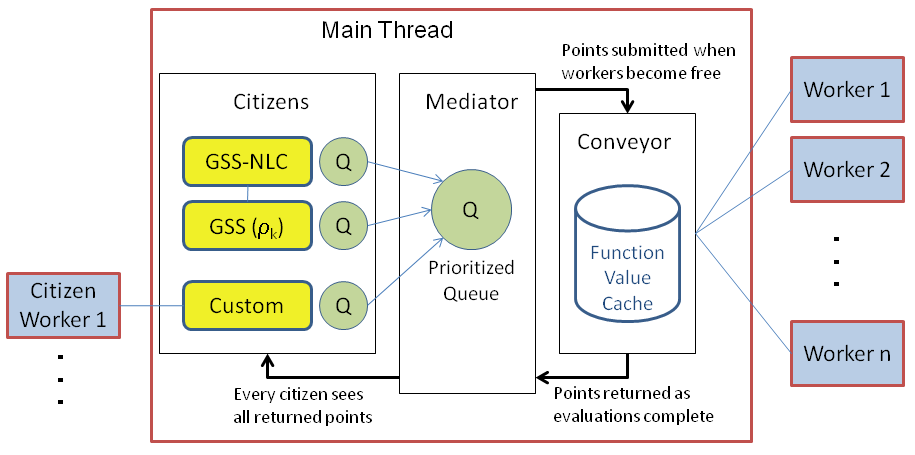 Main Thread
Citizens
GSS-NLC
Q
GSS (ρk)
Q
Custom
Q
Citizen
Worker 1
Every citizen sees
all returned points
Mediator
Q
Prioritized
Queue
Points submitted when
workers become free
Conveyor
Function
Value
Cache
Points returned as
evaluations complete
Worker 1
Worker 2
Worker n